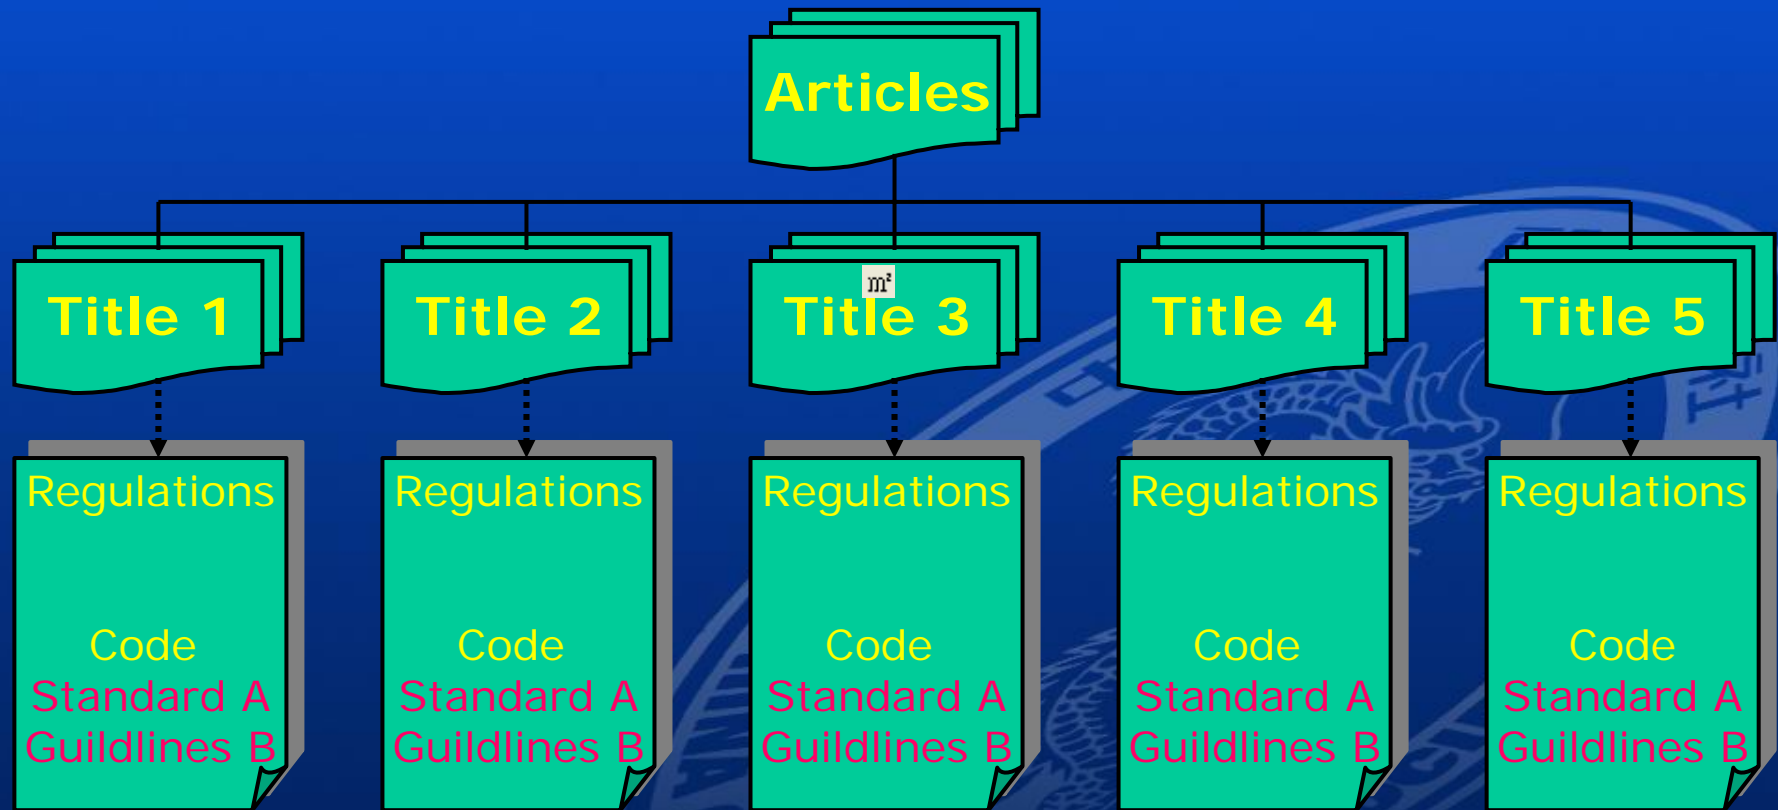 Articles
Title 1
Title 2
m²
Title 3
Title 4
Title 5
Regulations
Code
Standard A
Guildlines B
Regulations
Code
Standard A
Guildlines B
Regulations
Code
Standard A
Guildlines B
Regulations
Code
Standard A
Guildlines B
Regulations
Code
Standard A
Guildlines B